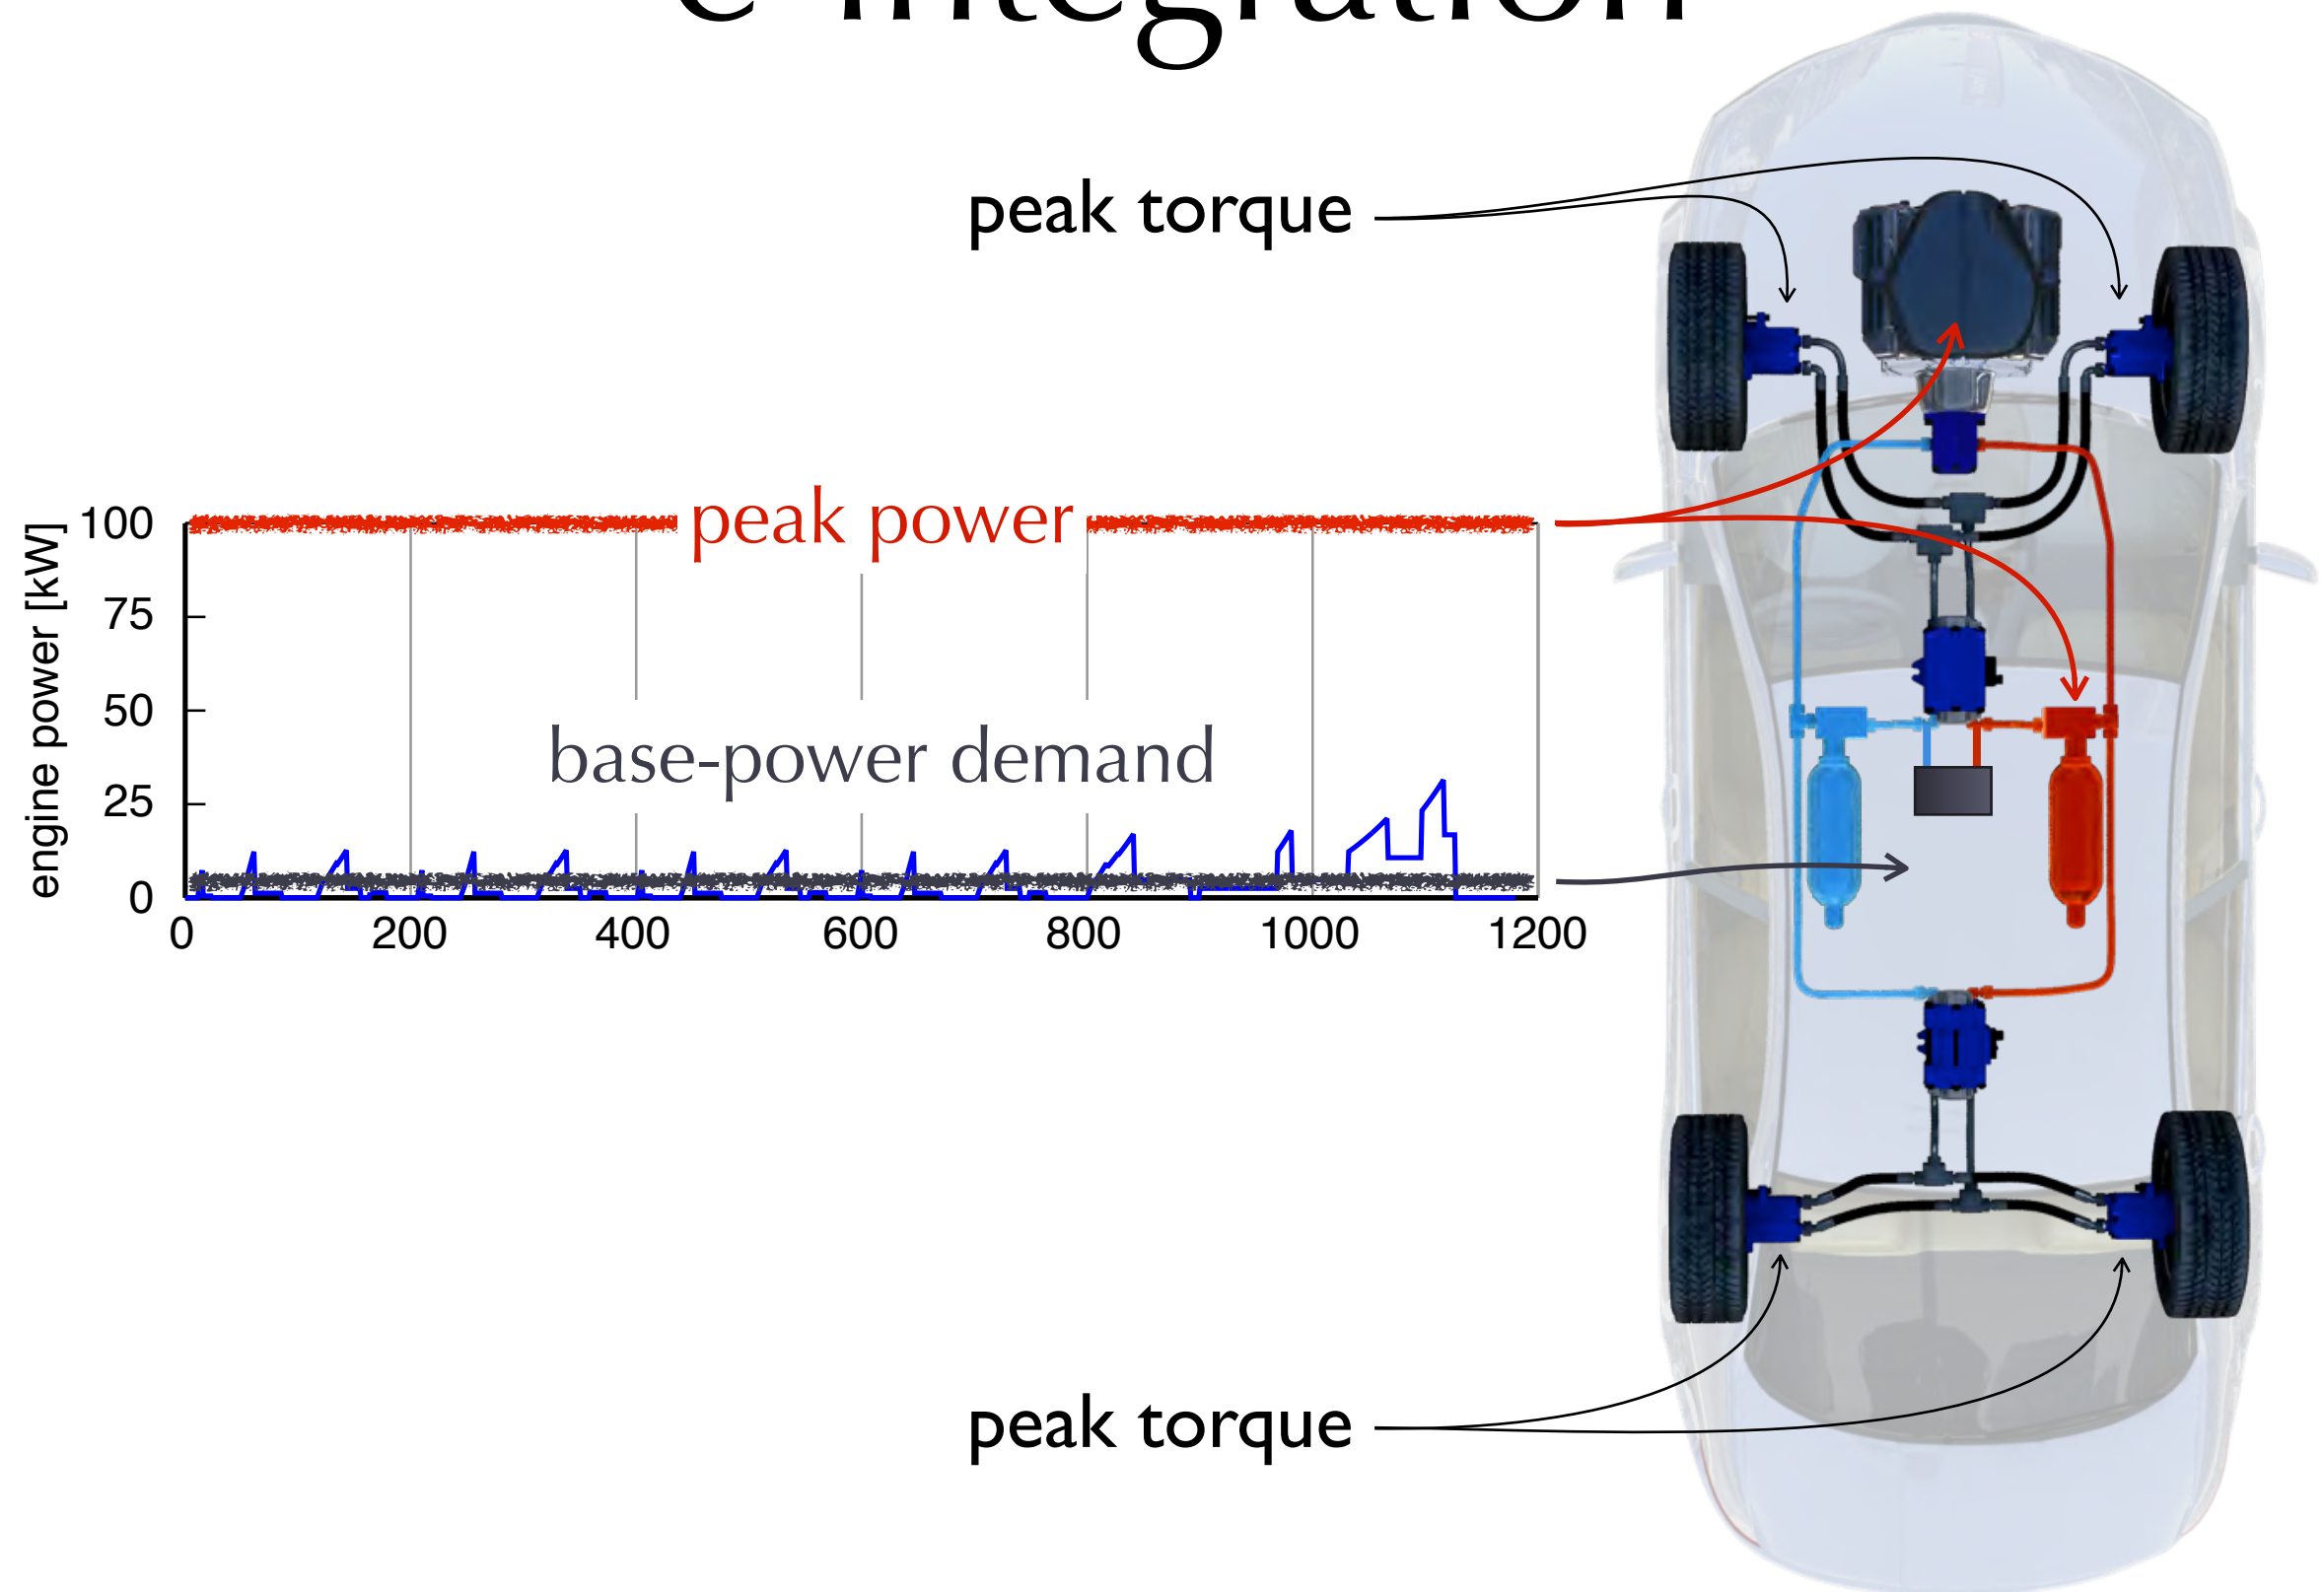 e-integration
peak torque
peak power
base-power demand
engine power [kW]
100
75
50
25
0
0 200 400 600 800 1000 1200
peak torque